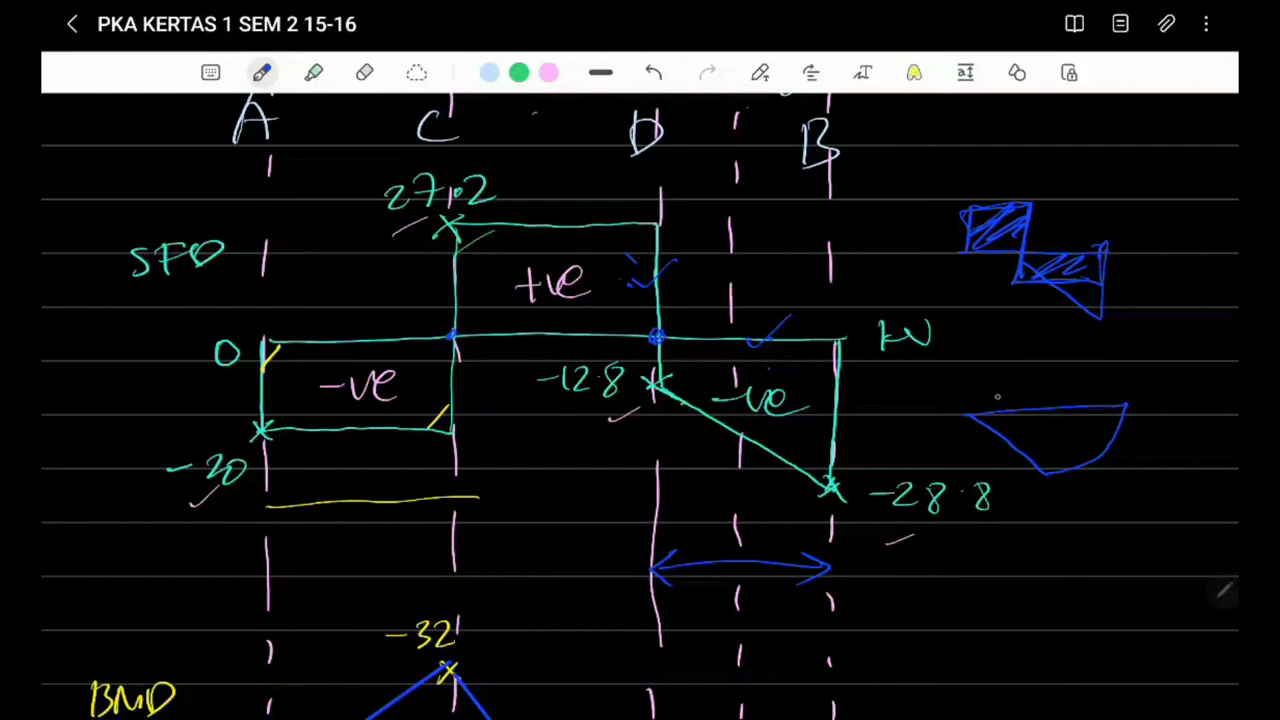 PKA KERTAS 1 SEM 2 15-16
A C D B
27.2
SFD
+ve
0
kN
-ve
-12.8
-ve
-20
-28.8
-32
BMD